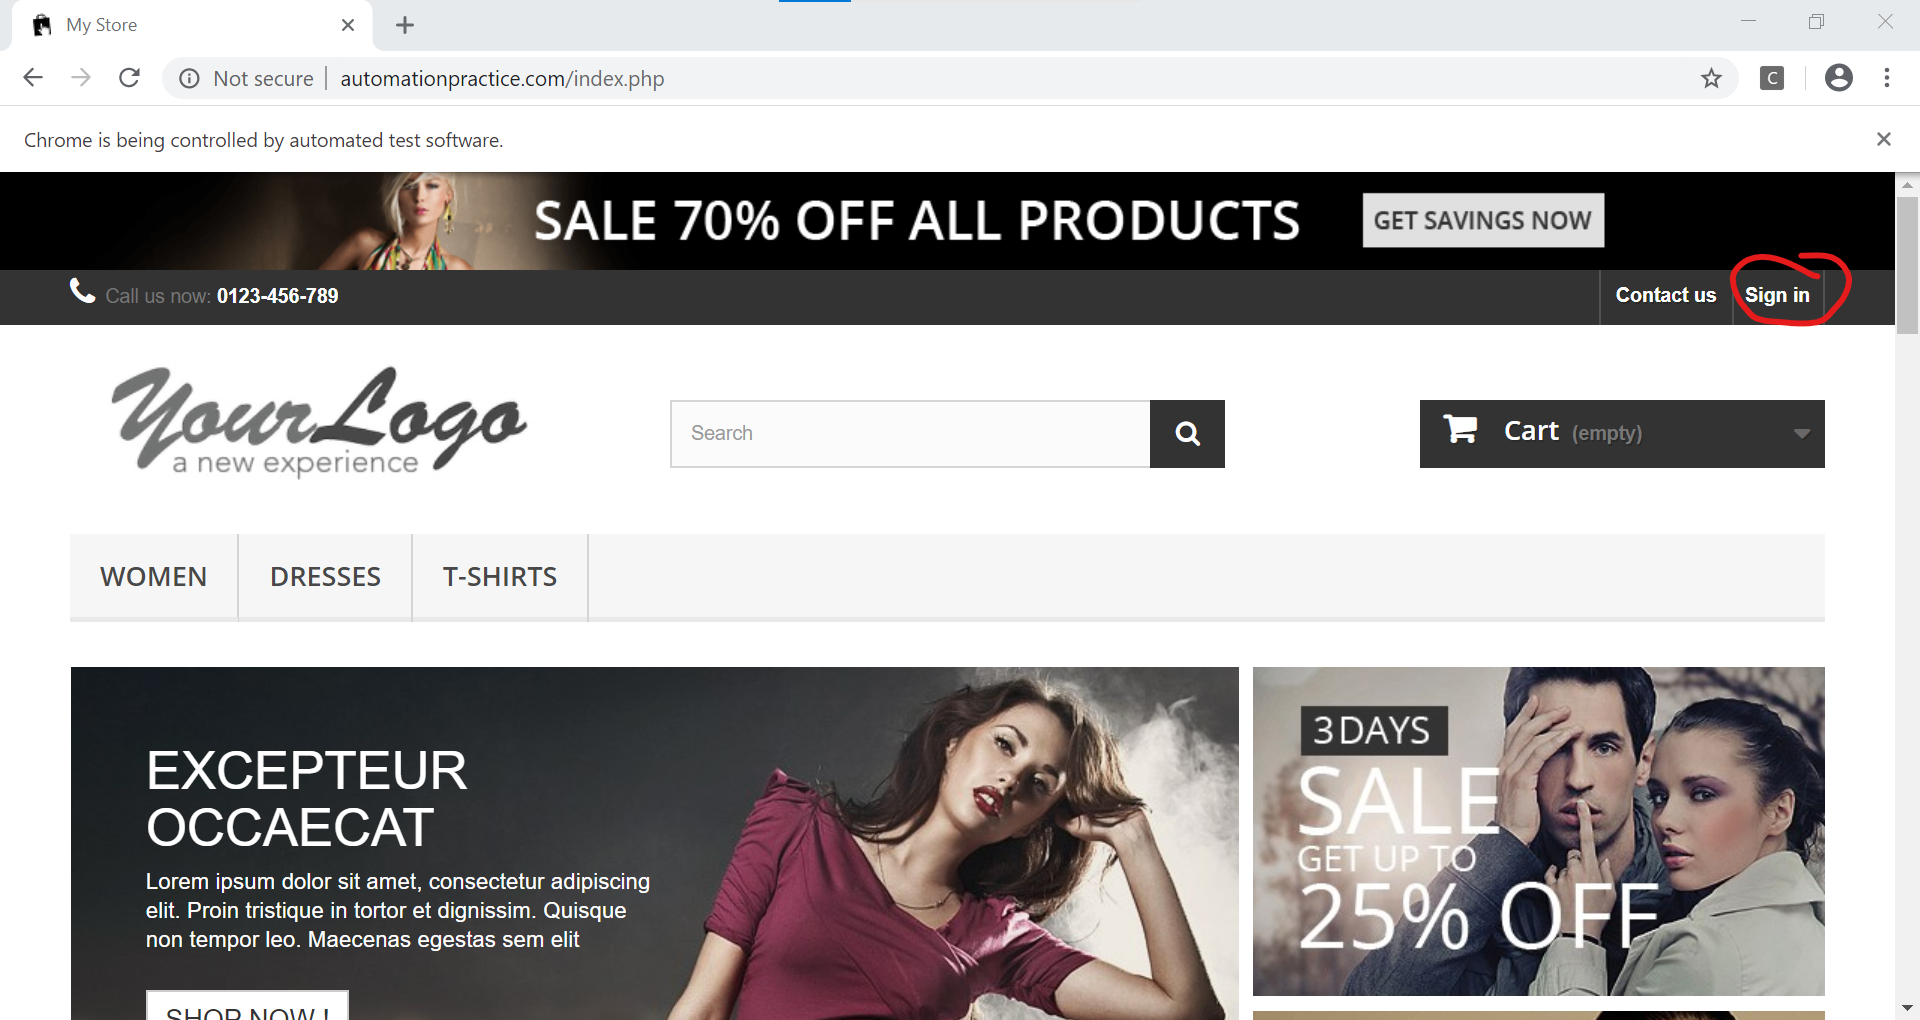 My Store
Not secure
automationpractice.com/index.php
C
Chrome is being controlled by automated test software.
SALE 70% OFF ALL PRODUCTS
GET SAVINGS NOW
Call us now: 0123-456-789
Contact us
Sign in
Your Logo
a new experience
Search
Cart (empty)
WOMEN
DRESSES
T-SHIRTS
EXCEPTEUR
OCCAECAT
Lorem ipsum dolor sit amet, consectetur adipiscing
elit. Proin tristique in tortor et dignissim. Quisque
non tempor leo. Maecenas egestas sem elit
SHOP NOW !
3 DAYS
SALE
GET UP TO
25% OFF